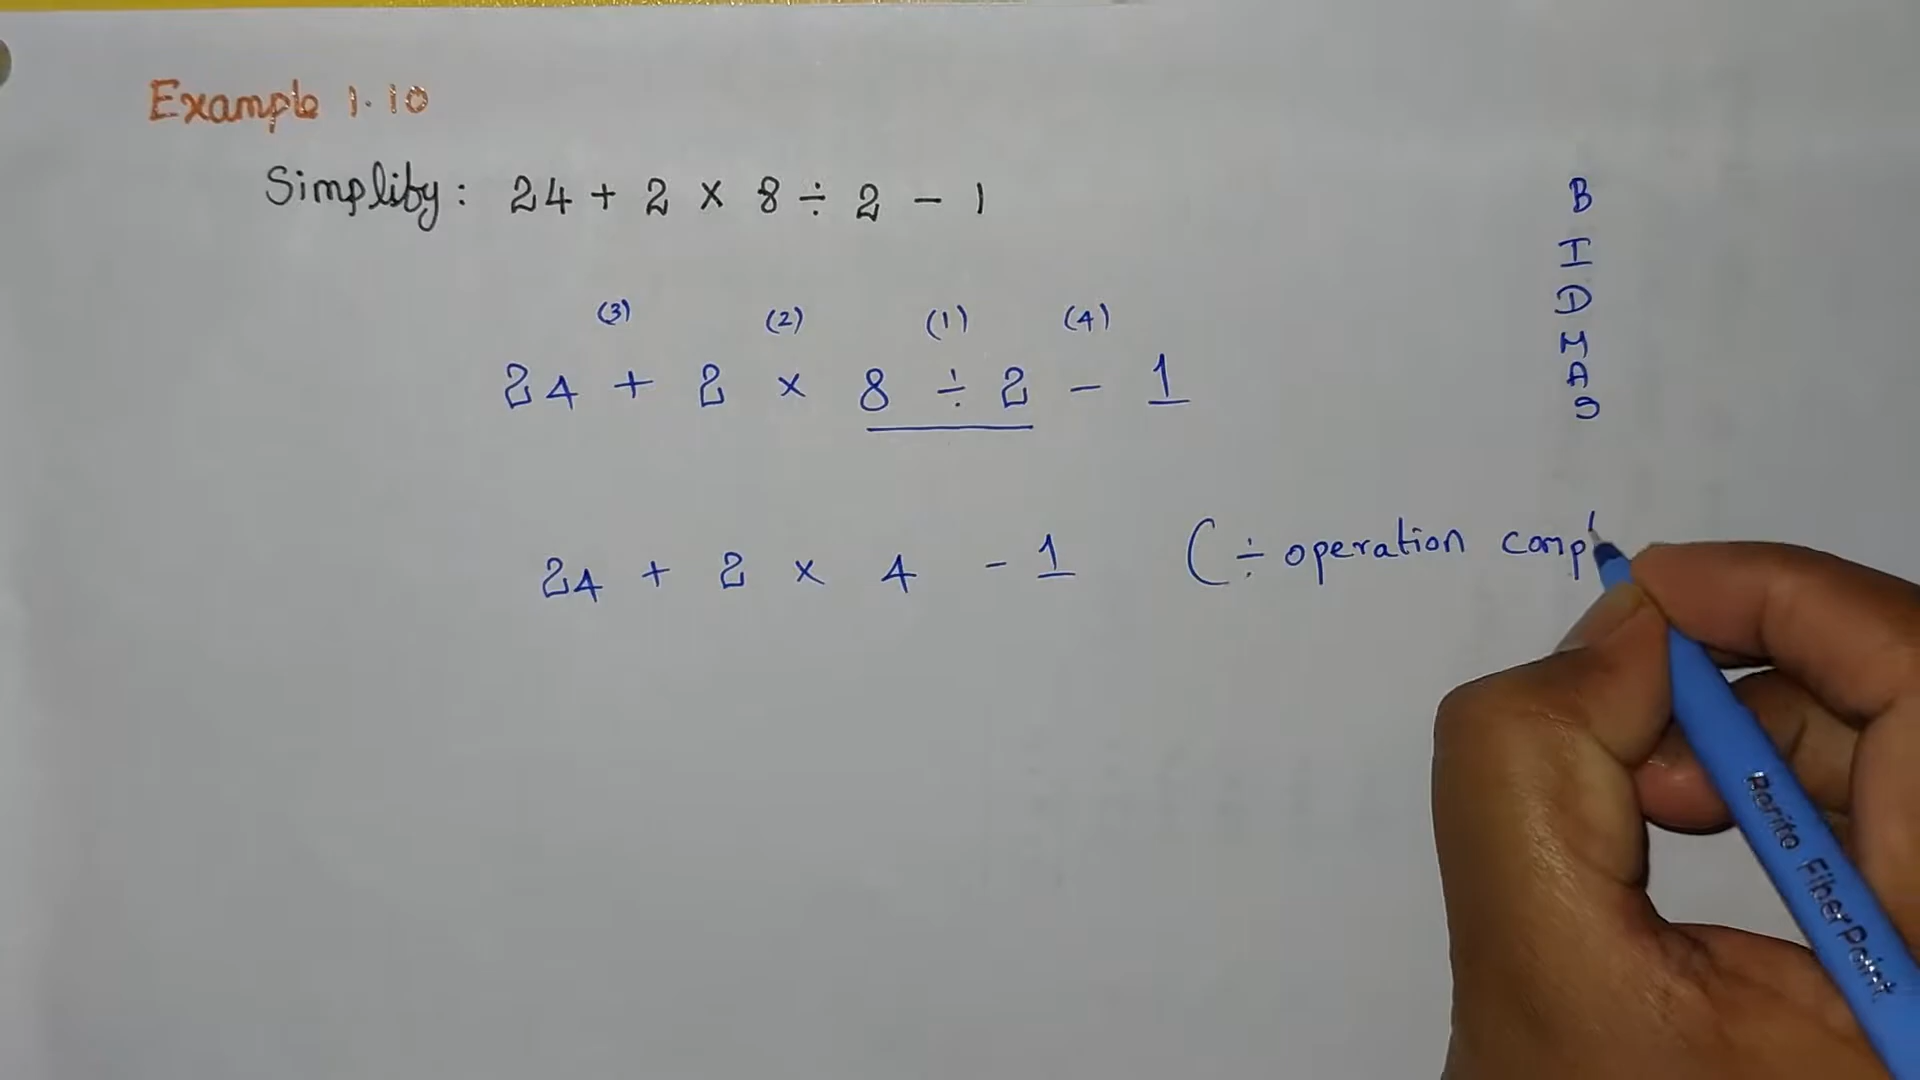 Example 1.10
Simplify: 24 + 2 × 8 ÷ 2 - 1
(3) (2) (1) (4)
24 + 2 × 8 ÷ 2 - 1
B
I
D
M
A
S
24 + 2 × 4 - 1 (÷ operation compl
Rorito FiberPoint